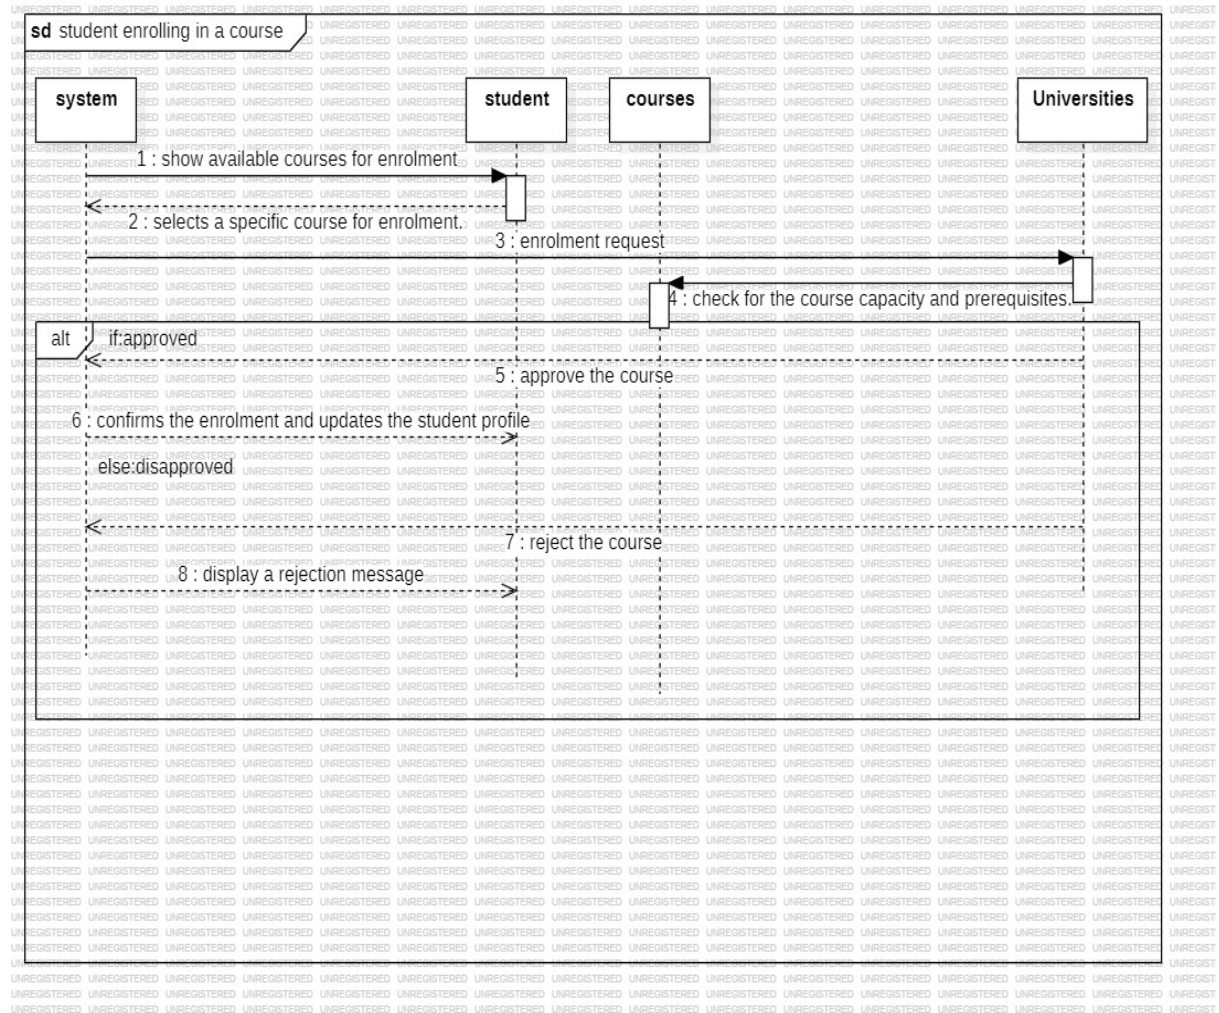 sd student enrolling in a course
system
student
courses
Universities
1 : show available courses for enrolment
2 : selects a specific course for enrolment.
3 : enrolment request
4 : check for the course capacity and prerequisites.
alt
if:approved
5 : approve the course
6 : confirms the enrolment and updates the student profile
else:disapproved
7 : reject the course
8 : display a rejection message
UNREGISTERED